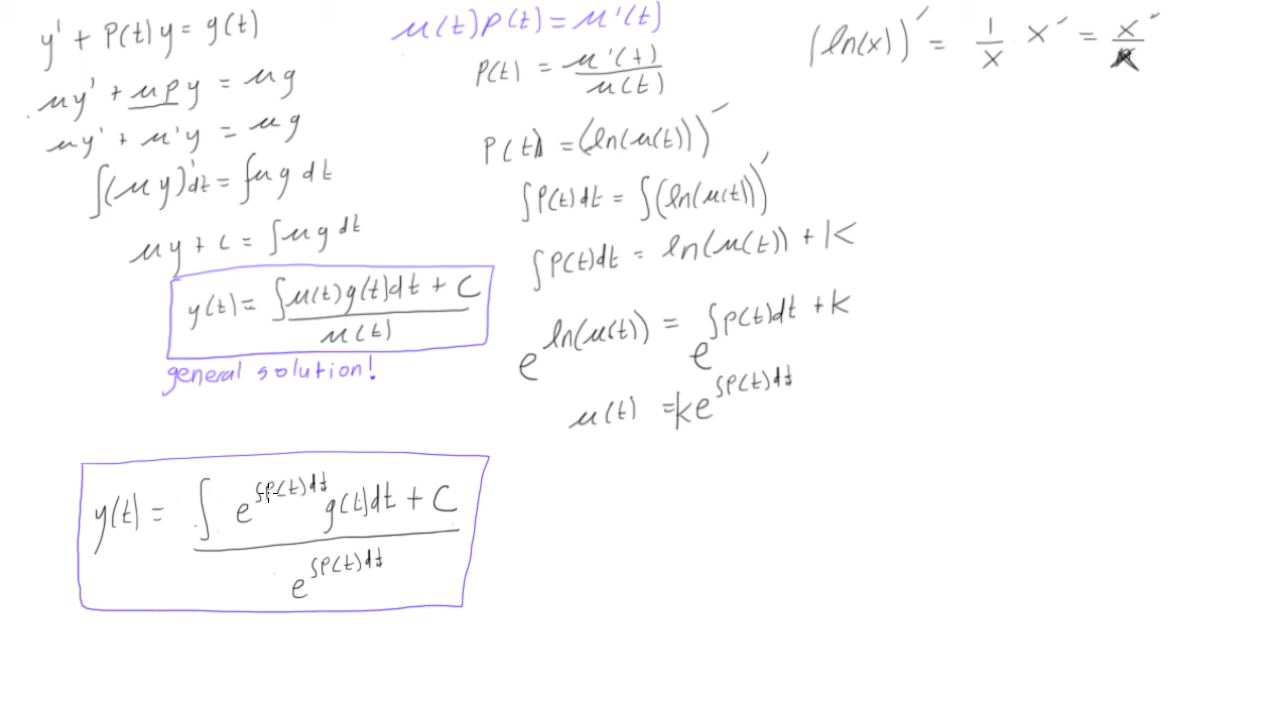 y' + P(t)y = g(t)
μy' + μpy = μg
μy' + μ'y = μg
∫(μy)'dt = ∫μg dt
μy + c = ∫μg dt
y(t) = ∫μ(t)g(t)dt + C / μ(t)
general solution!
y(t) = ∫ e^∫P(t)dt g(t)dt + C / e^∫P(t)dt
μ(t)P(t) = μ'(t)
P(t) = μ'(t) / μ(t)
P(t) = (ln(μ(t)))'
∫P(t)dt = ∫(ln(μ(t)))'
∫P(t)dt = ln(μ(t)) + K
e^ln(μ(t)) = e^∫P(t)dt + k
μ(t) = ke^∫P(t)dt
(ln(x))' = 1/x x' = x'/x